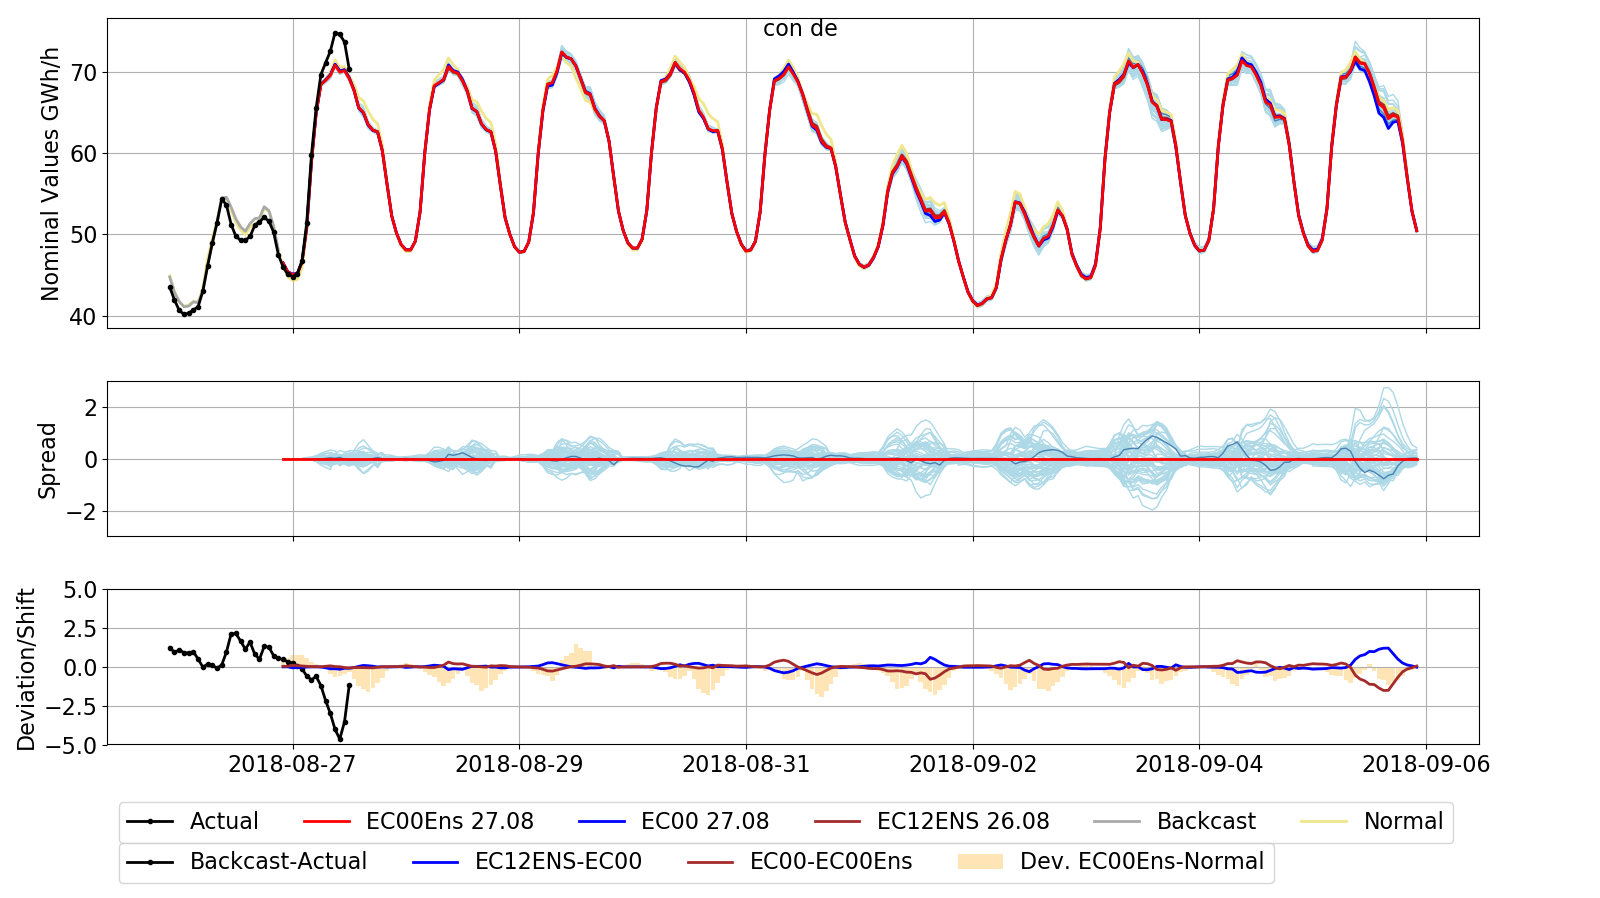 con de
Nominal Values GWh/h
70
60
50
40
Spread
2
0
−2
Deviation/Shift
5.0
2.5
0.0
−2.5
−5.0
2018-08-27 2018-08-29 2018-08-31 2018-09-02 2018-09-04 2018-09-06
Actual EC00Ens 27.08 EC00 27.08 EC12ENS 26.08 Backcast Normal
Backcast-Actual EC12ENS-EC00 EC00-EC00Ens Dev. EC00Ens-Normal